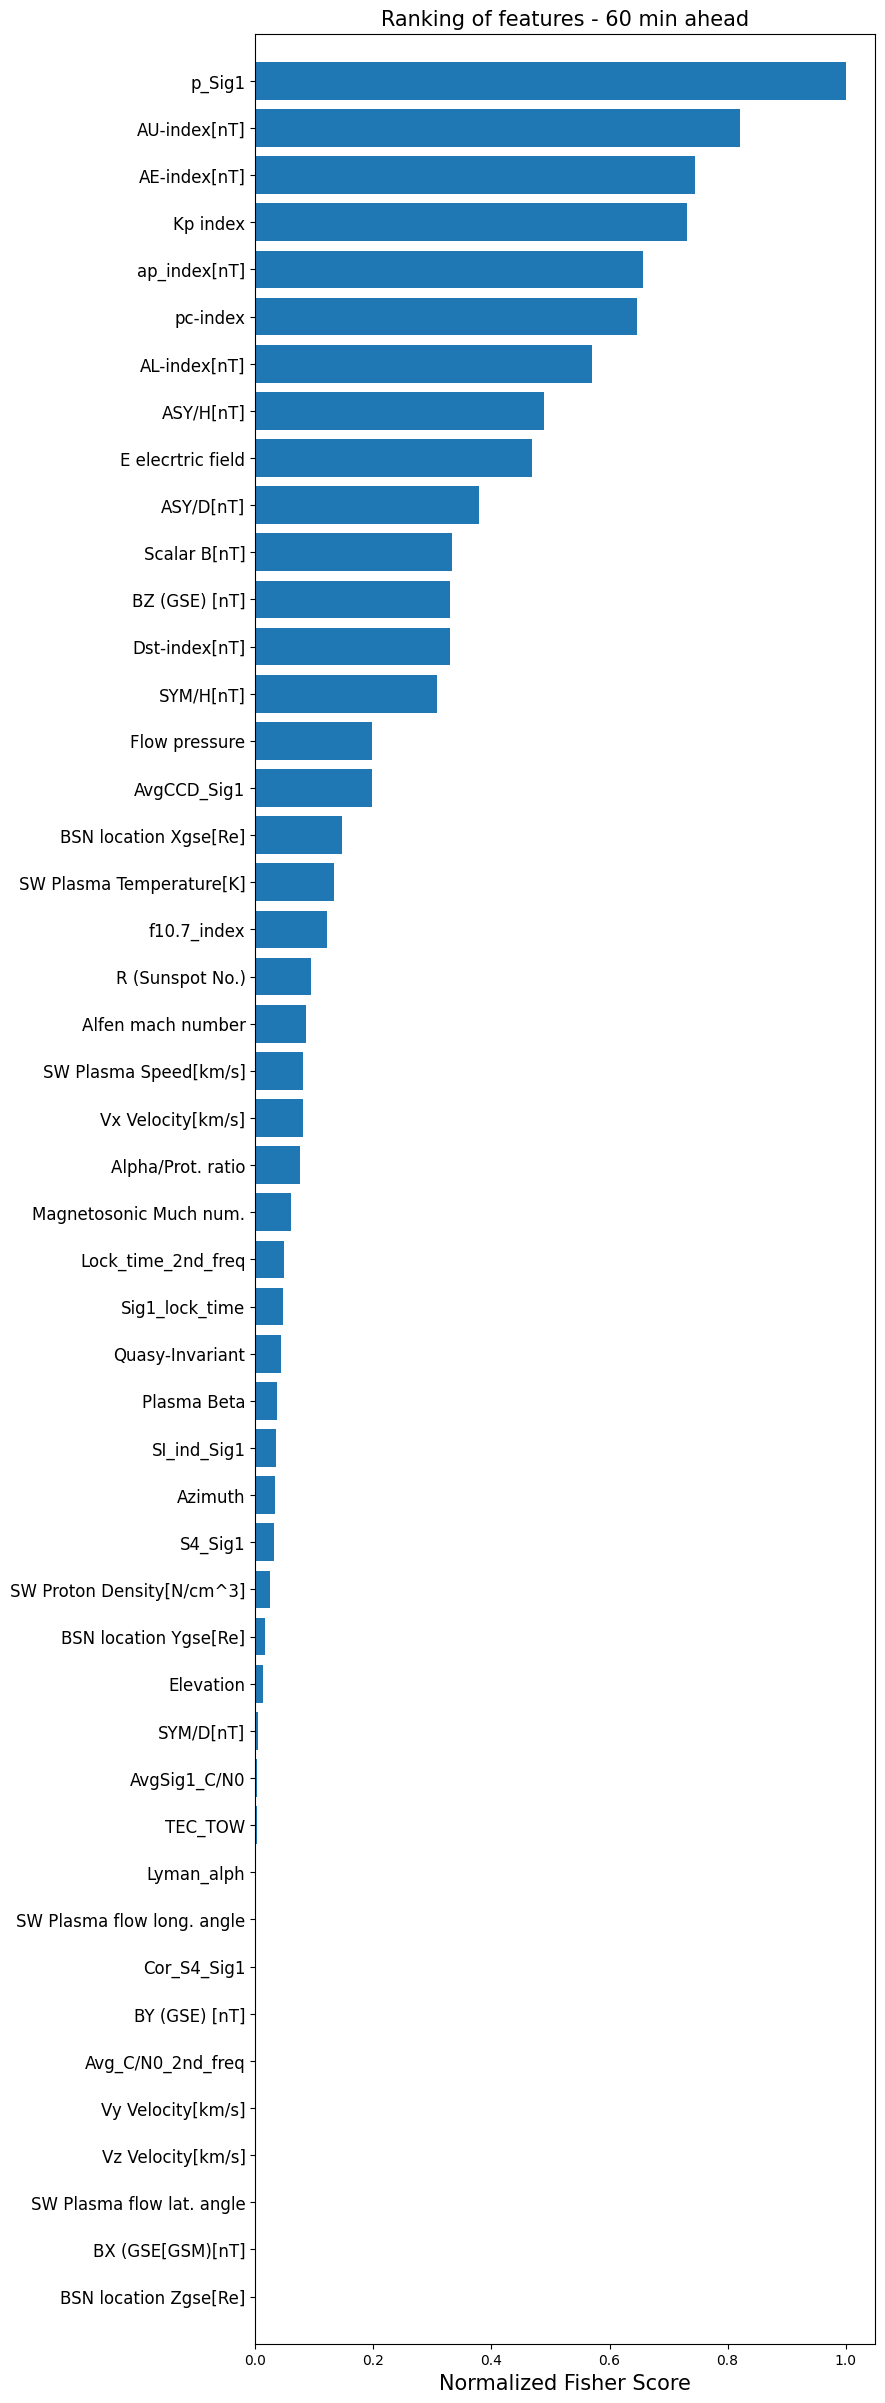 Ranking of features - 60 min ahead
p_Sig1
AU-index[nT]
AE-index[nT]
Kp index
ap_index[nT]
pc-index
AL-index[nT]
ASY/H[nT]
E elecrtric field
ASY/D[nT]
Scalar B[nT]
BZ (GSE) [nT]
Dst-index[nT]
SYM/H[nT]
Flow pressure
AvgCCD_Sig1
BSN location Xgse[Re]
SW Plasma Temperature[K]
f10.7_index
R (Sunspot No.)
Alfen mach number
SW Plasma Speed[km/s]
Vx Velocity[km/s]
Alpha/Prot. ratio
Magnetosonic Much num.
Lock_time_2nd_freq
Sig1_lock_time
Quasy-Invariant
Plasma Beta
SI_ind_Sig1
Azimuth
S4_Sig1
SW Proton Density[N/cm^3]
BSN location Ygse[Re]
Elevation
SYM/D[nT]
AvgSig1_C/N0
TEC_TOW
Lyman_alph
SW Plasma flow long. angle
Cor_S4_Sig1
BY (GSE) [nT]
Avg_C/N0_2nd_freq
Vy Velocity[km/s]
Vz Velocity[km/s]
SW Plasma flow lat. angle
BX (GSE[GSM)[nT]
BSN location Zgse[Re]
0.0 0.2 0.4 0.6 0.8 1.0
Normalized Fisher Score